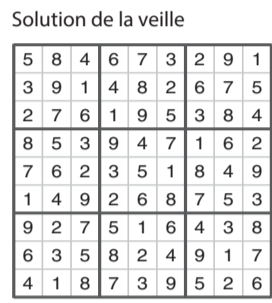 Solution de la veille
5 8 4 6 7 3 2 9 1
3 9 1 4 8 2 6 7 5
2 7 6 1 9 5 3 8 4
8 5 3 9 4 7 1 6 2
7 6 2 3 5 1 8 4 9
1 4 9 2 6 8 7 5 3
9 2 7 5 1 6 4 3 8
6 3 5 8 2 4 9 1 7
4 1 8 7 3 9 5 2 6